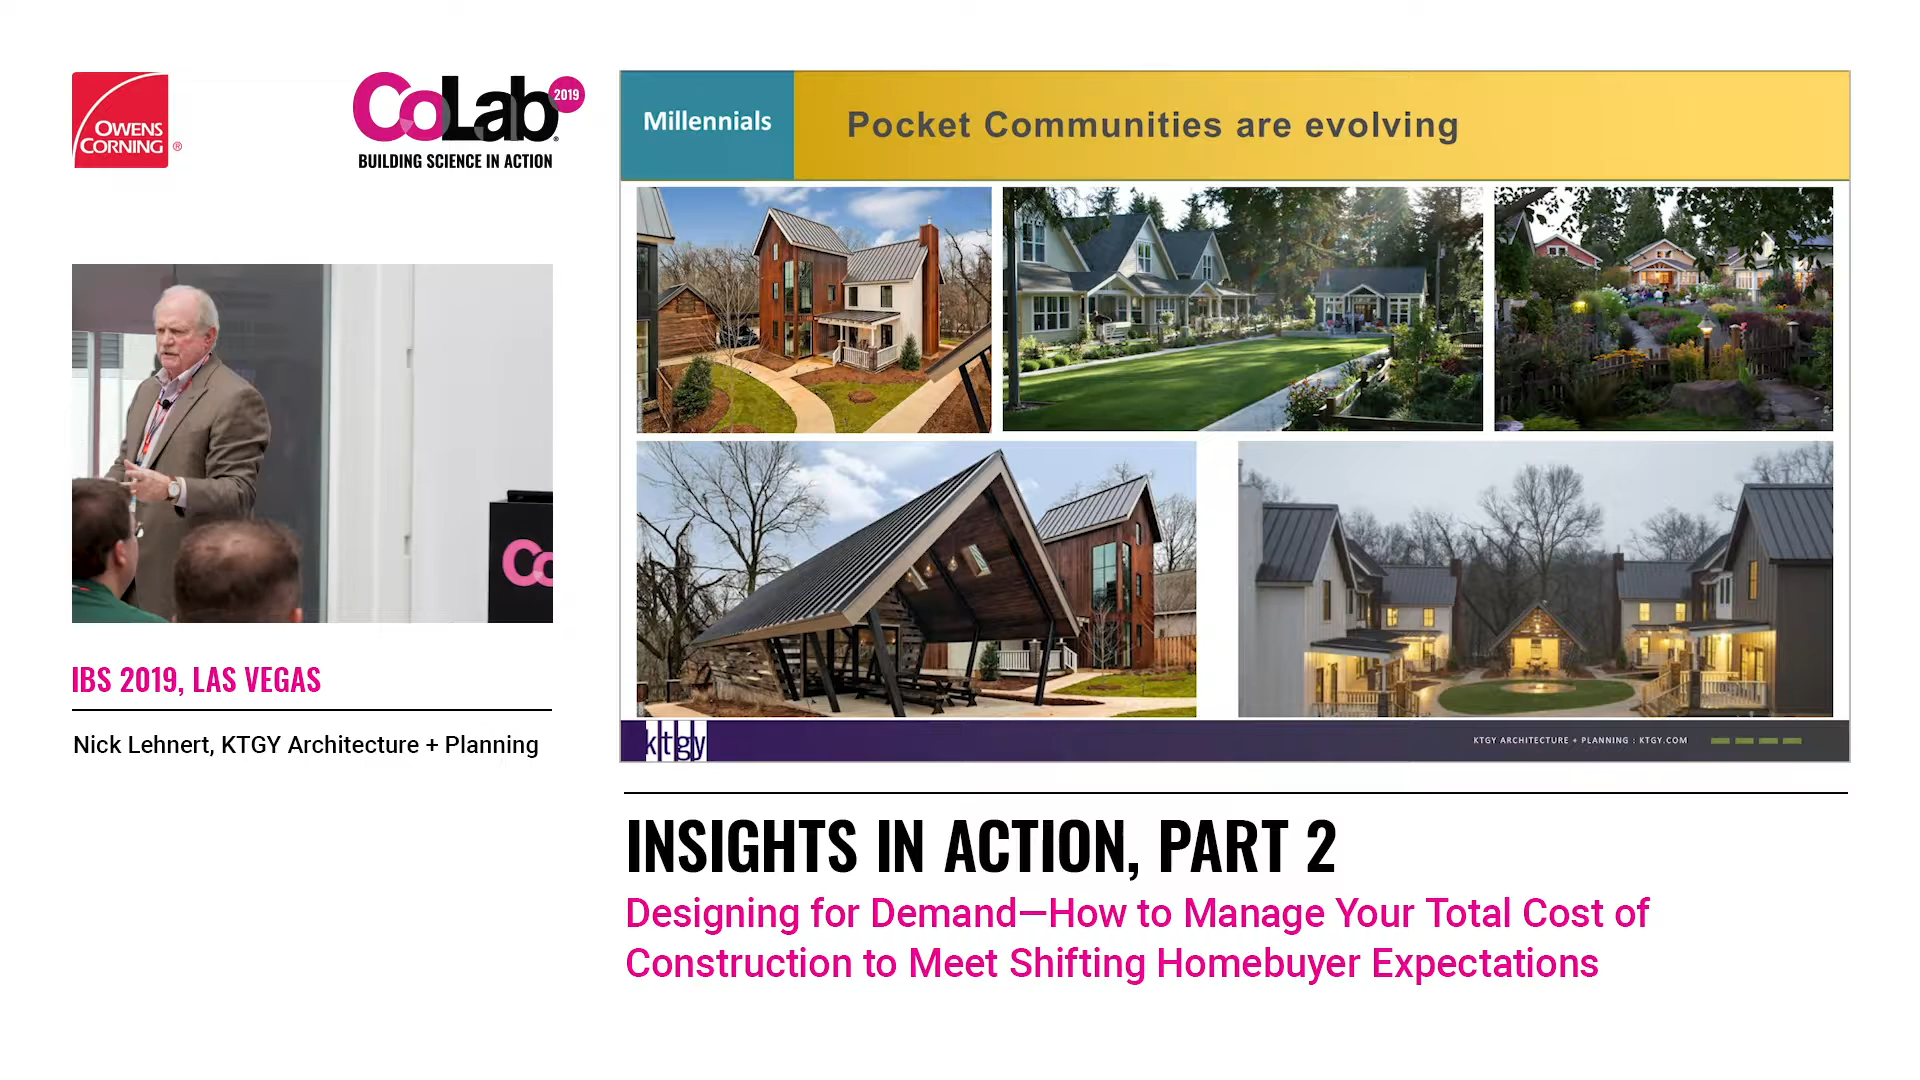 OWENS
CORNING ®
CoLab 2019
BUILDING SCIENCE IN ACTION
Millennials
Pocket Communities are evolving
Co
IBS 2019, LAS VEGAS
Nick Lehnert, KTGY Architecture + Planning
ktgy
KTGY ARCHITECTURE + PLANNING : KTGY.COM
INSIGHTS IN ACTION, PART 2
Designing for Demand—How to Manage Your Total Cost of
Construction to Meet Shifting Homebuyer Expectations